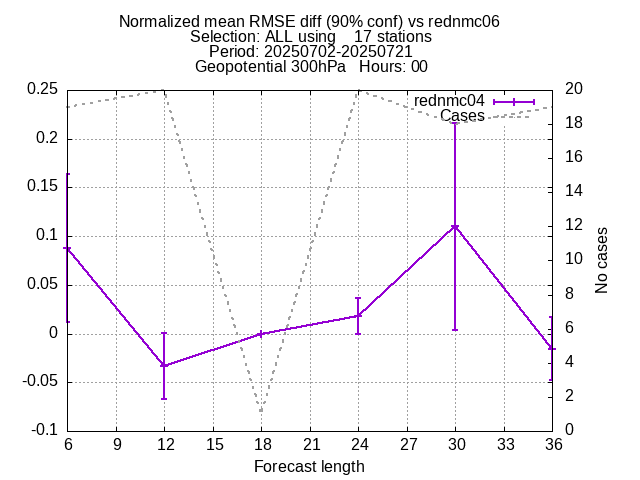 Normalized mean RMSE diff (90% conf) vs rednmc06
Selection: ALL using    17 stations
Period: 20250702-20250721
Geopotential 300hPa   Hours: 00
rednmc04
Cases
0.25
0.2
0.15
0.1
0.05
0
-0.05
-0.1
20
18
16
14
12
10
8
6
4
2
0
No cases
6 9 12 15 18 21 24 27 30 33 36
Forecast length